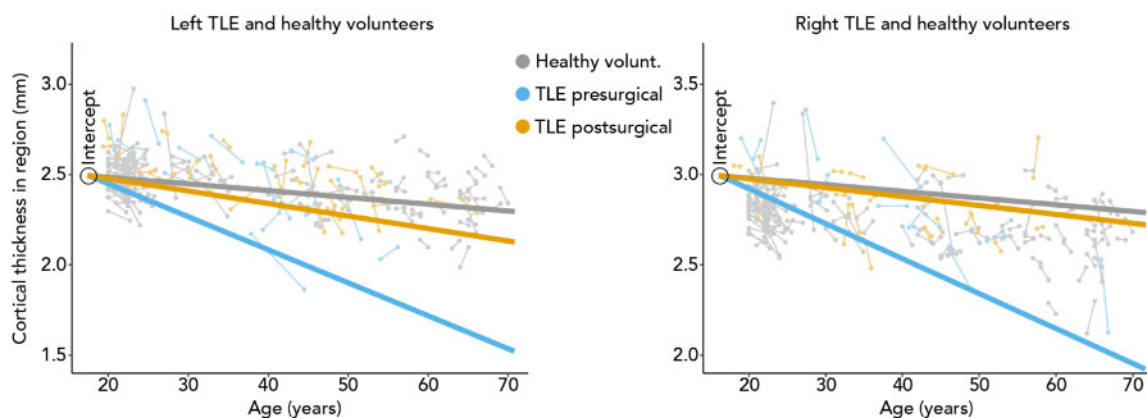 Left TLE and healthy volunteers
Cortical thickness in region (mm)
3.0
2.5
2.0
1.5
Intercept
20 30 40 50 60 70
Age (years)
Healthy volunt.
TLE presurgical
TLE postsurgical
Right TLE and healthy volunteers
3.5
3.0
2.5
2.0
Intercept
20 30 40 50 60 70
Age (years)